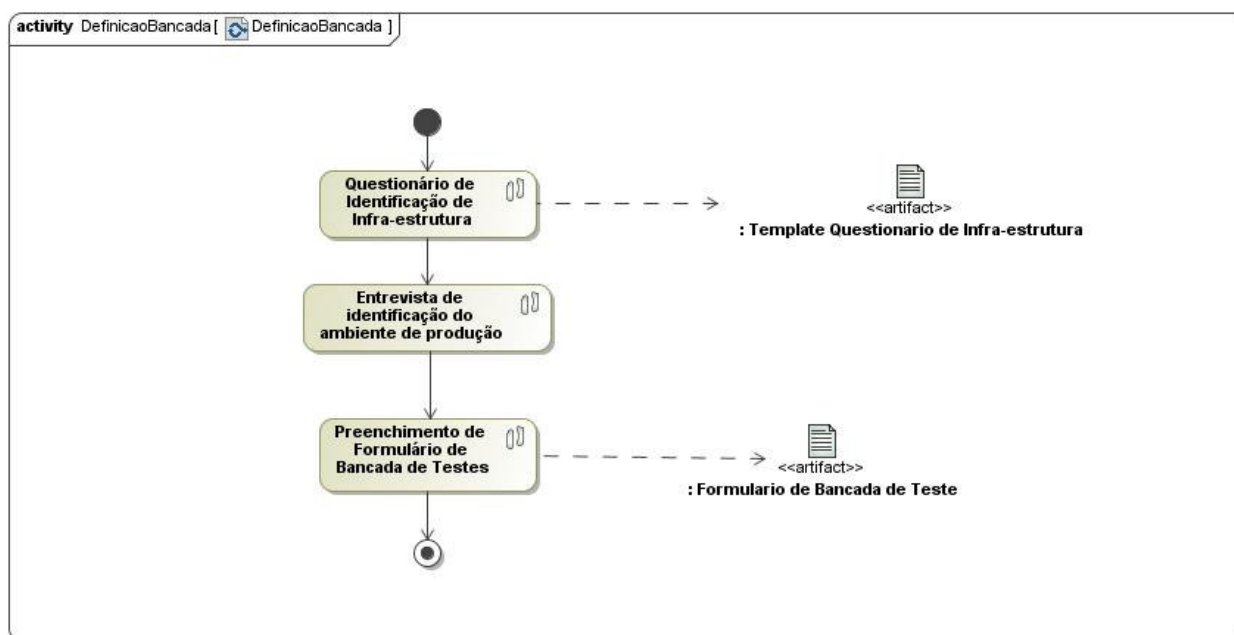 activity DefinicaoBancada[ DefinicaoBancada ]
Questionário de
Identificação de
Infra-estrutura
<<artifact>>
: Template Questionario de Infra-estrutura
Entrevista de
identificação do
ambiente de produção
Preenchimento de
Formulário de
Bancada de Testes
<<artifact>>
: Formulario de Bancada de Teste